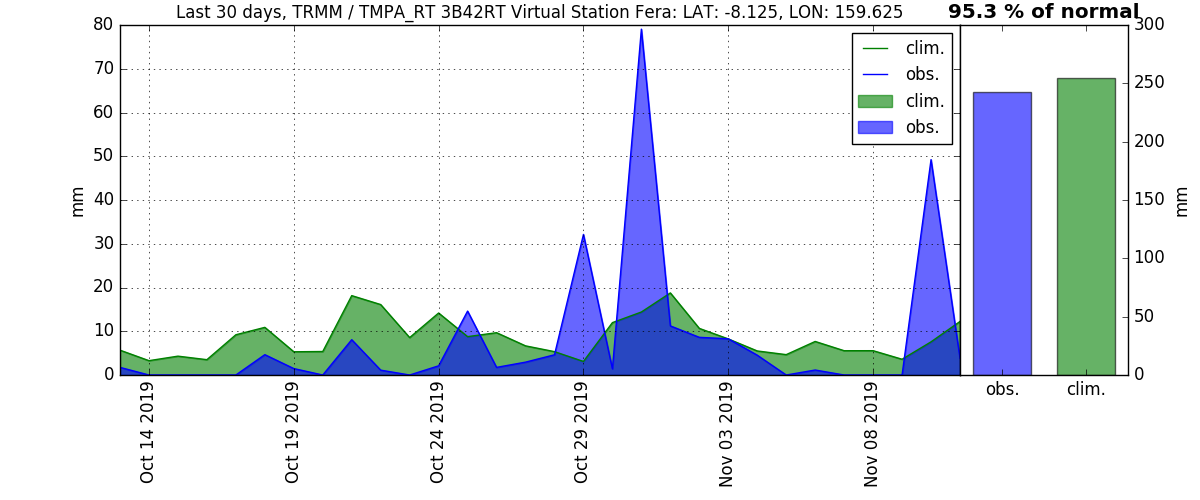 Last 30 days, TRMM / TMPA_RT 3B42RT Virtual Station Fera: LAT: -8.125, LON: 159.625
95.3 % of normal
80
70
60
50
40
30
20
10
0
mm
clim.
obs.
clim.
obs.
Oct 14 2019
Oct 19 2019
Oct 24 2019
Oct 29 2019
Nov 03 2019
Nov 08 2019
300
250
200
150
100
50
0
mm
obs.
clim.